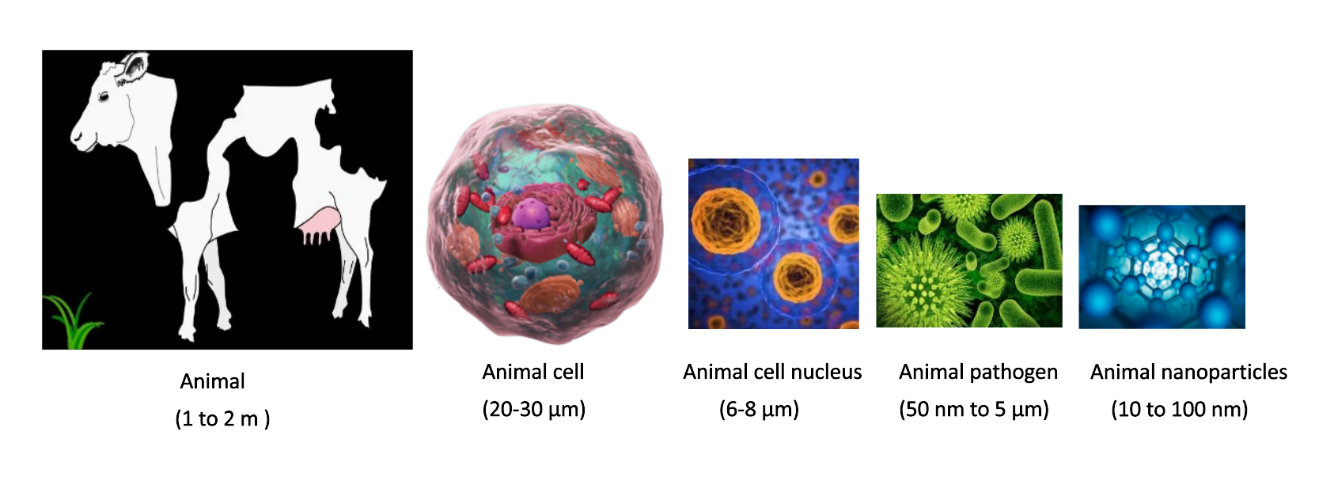 Animal
(1 to 2 m )
Animal cell
(20-30 µm)
Animal cell nucleus
(6-8 µm)
Animal pathogen
(50 nm to 5 µm)
Animal nanoparticles
(10 to 100 nm)